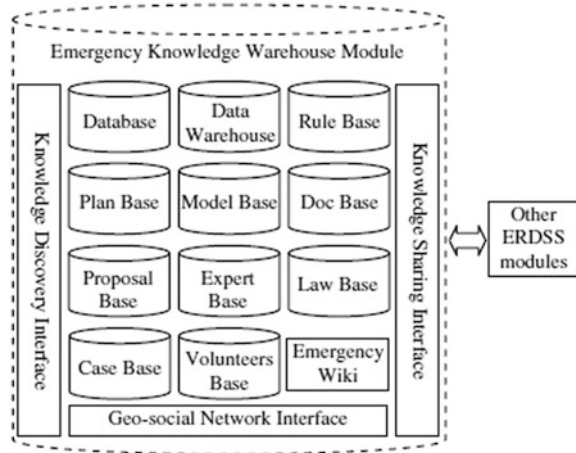 Emergency Knowledge Warehouse Module
Knowledge Discovery Interface
Database
Data
Warehouse
Rule Base
Plan Base
Model Base
Doc Base
Proposal
Base
Expert
Base
Law Base
Case Base
Volunteers
Base
Emergency
Wiki
Geo-social Network Interface
Knowledge Sharing Interface
Other
ERDSS
modules